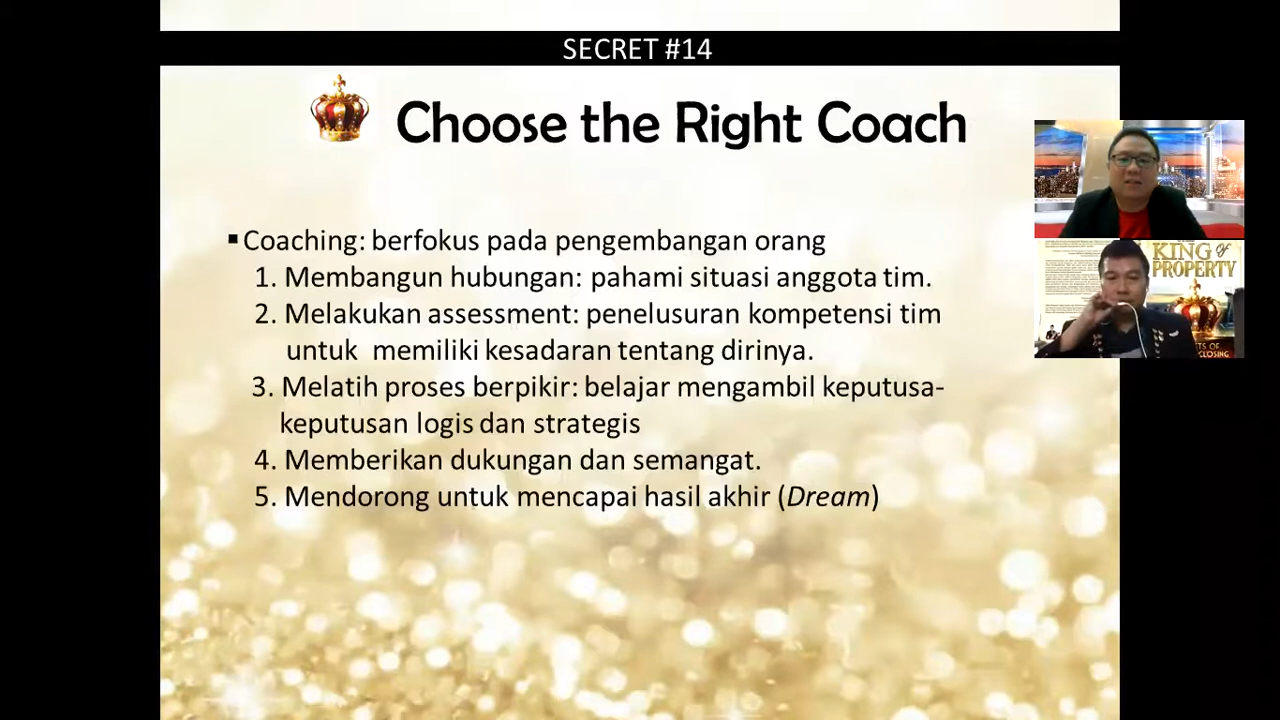 SECRET #14
Choose the Right Coach
▪Coaching: berfokus pada pengembangan orang
1. Membangun hubungan: pahami situasi anggota tim.
2. Melakukan assessment: penelusuran kompetensi tim
untuk memiliki kesadaran tentang dirinya.
3. Melatih proses berpikir: belajar mengambil keputusa-
keputusan logis dan strategis
4. Memberikan dukungan dan semangat.
5. Mendorong untuk mencapai hasil akhir (Dream)
KING of
PROPERTY
CLOSING